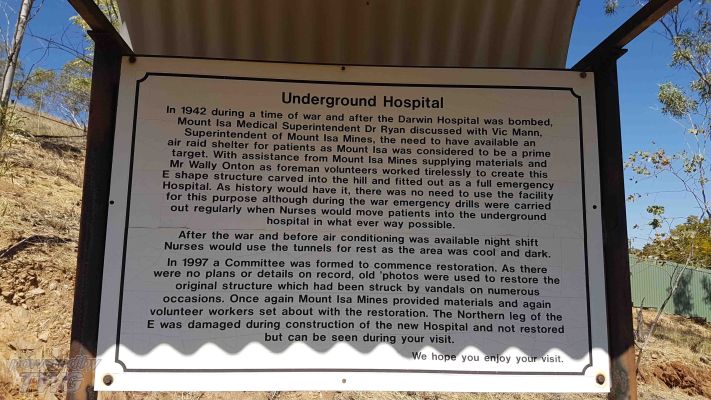 Underground Hospital
In 1942 during a time of war and after the Darwin Hospital was bombed,
Mount Isa Medical Superintendent Dr Ryan discussed with Vic Mann,
Superintendent of Mount Isa Mines, the need to have available an
air raid shelter for patients as Mount Isa was considered to be a prime
target. With assistance from Mount Isa Mines supplying materials and
Mr Wally Onton as foreman volunteers worked tirelessly to create this
E shape structure carved into the hill and fitted out as a full emergency
Hospital. As history would have it, there was no need to use the facility
for this purpose although during the war emergency drills were carried
out regularly when Nurses would move patients into the underground
hospital in what ever way possible.
After the war and before air conditioning was available night shift
Nurses would use the tunnels for rest as the area was cool and dark.
In 1997 a Committee was formed to commence restoration. As there
were no plans or details on record, old 'photos were used to restore the
original structure which had been struck by vandals on numerous
occasions. Once again Mount Isa Mines provided materials and again
volunteer workers set about with the restoration. The Northern leg of the
E was damaged during construction of the new Hospital and not restored
but can be seen during your visit.
We hope you enjoy your visit.